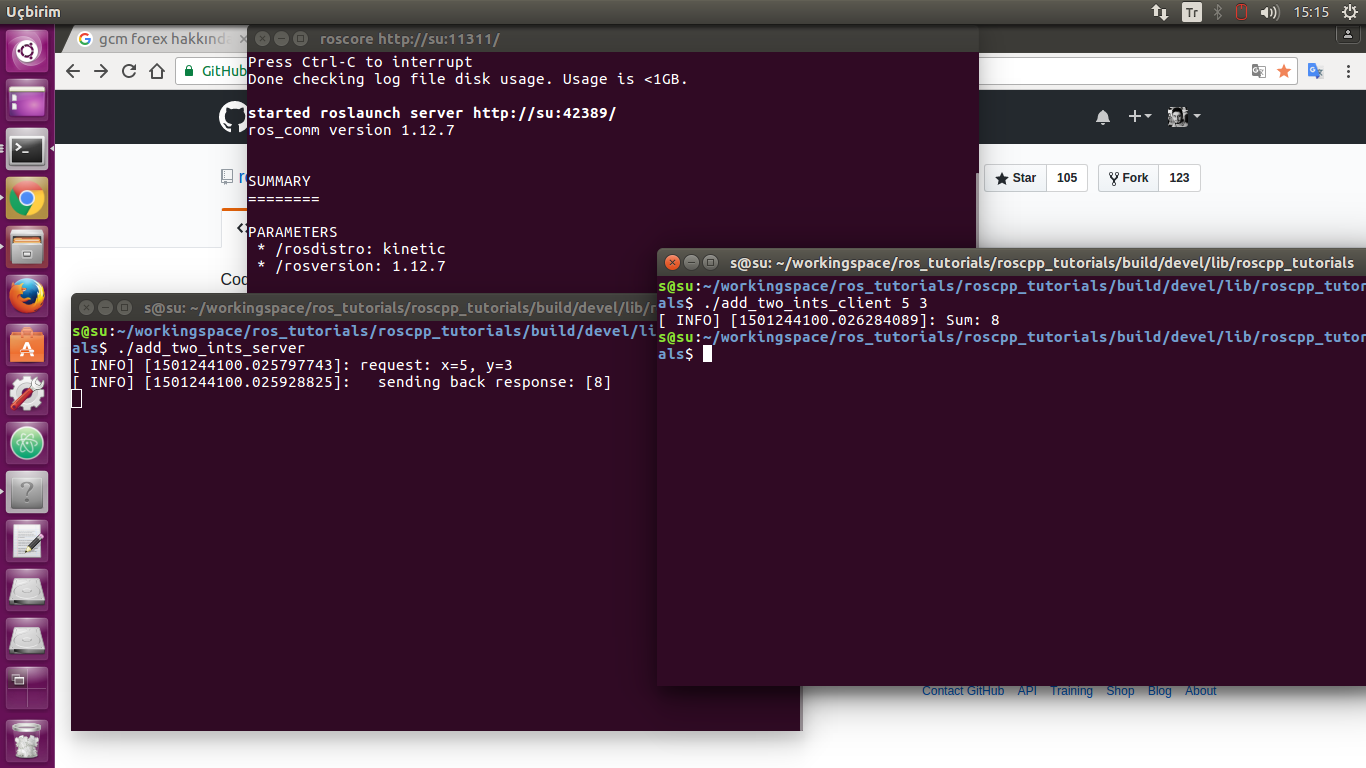 Uçbirim
Tr
15:15
gcm forex hakkında
roscore http://su:11311/
GitHub
Press Ctrl-C to interrupt
Done checking log file disk usage. Usage is <1GB.
started roslaunch server http://su:42389/
ros_comm version 1.12.7
SUMMARY
========
PARAMETERS
* /rosdistro: kinetic
* /rosversion: 1.12.7
Star 105
Fork 123
Cod
s@su: ~/workingspace/ros_tutorials/roscpp_tutorials/build/devel/lib/r
s@su:~/workingspace/ros_tutorials/roscpp_tutorials/build/devel/li
als$ ./add_two_ints_server
[ INFO] [1501244100.025797743]: request: x=5, y=3
[ INFO] [1501244100.025928825]:   sending back response: [8]
s@su: ~/workingspace/ros_tutorials/roscpp_tutorials/build/devel/lib/roscpp_tutorials
s@su:~/workingspace/ros_tutorials/roscpp_tutorials/build/devel/lib/roscpp_tutor
als$ ./add_two_ints_client 5 3
[ INFO] [1501244100.026284089]: Sum: 8
s@su:~/workingspace/ros_tutorials/roscpp_tutorials/build/devel/lib/roscpp_tutor
als$
Contact GitHub API Training Shop Blog About